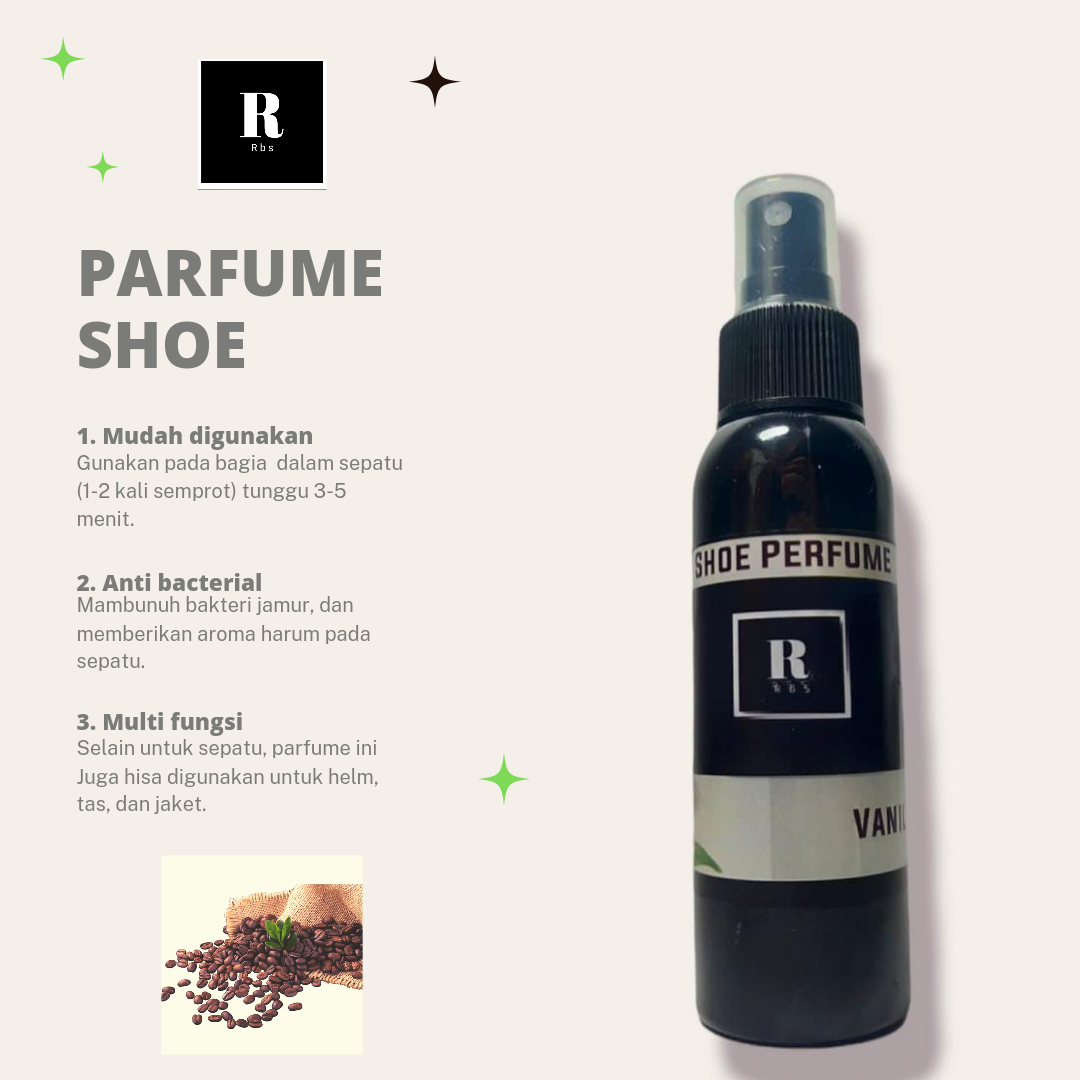 R
Rbs
PARFUME
SHOE
1. Mudah digunakan
Gunakan pada bagia dalam sepatu
(1-2 kali semprot) tunggu 3-5
menit.
2. Anti bacterial
Mambunuh bakteri jamur, dan
memberikan aroma harum pada
sepatu.
3. Multi fungsi
Selain untuk sepatu, parfume ini
Juga hisa digunakan untuk helm,
tas, dan jaket.
SHOE PERFUME
R
RBS
VANIL